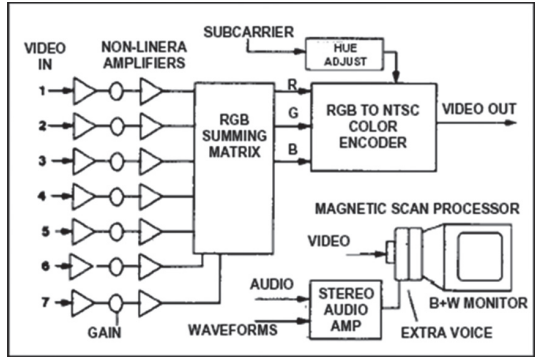 SUBCARRIER
VIDEO
IN
NON-LINERA
AMPLIFIERS
HUE
ADJUST
1
2
3
4
5
6
7
GAIN
RGB
SUMMING
MATRIX
R
G
B
RGB TO NTSC
COLOR
ENCODER
VIDEO OUT
MAGNETIC SCAN PROCESSOR
VIDEO
B+W MONITOR
EXTRA VOICE
AUDIO
WAVEFORMS
STEREO
AUDIO
AMP